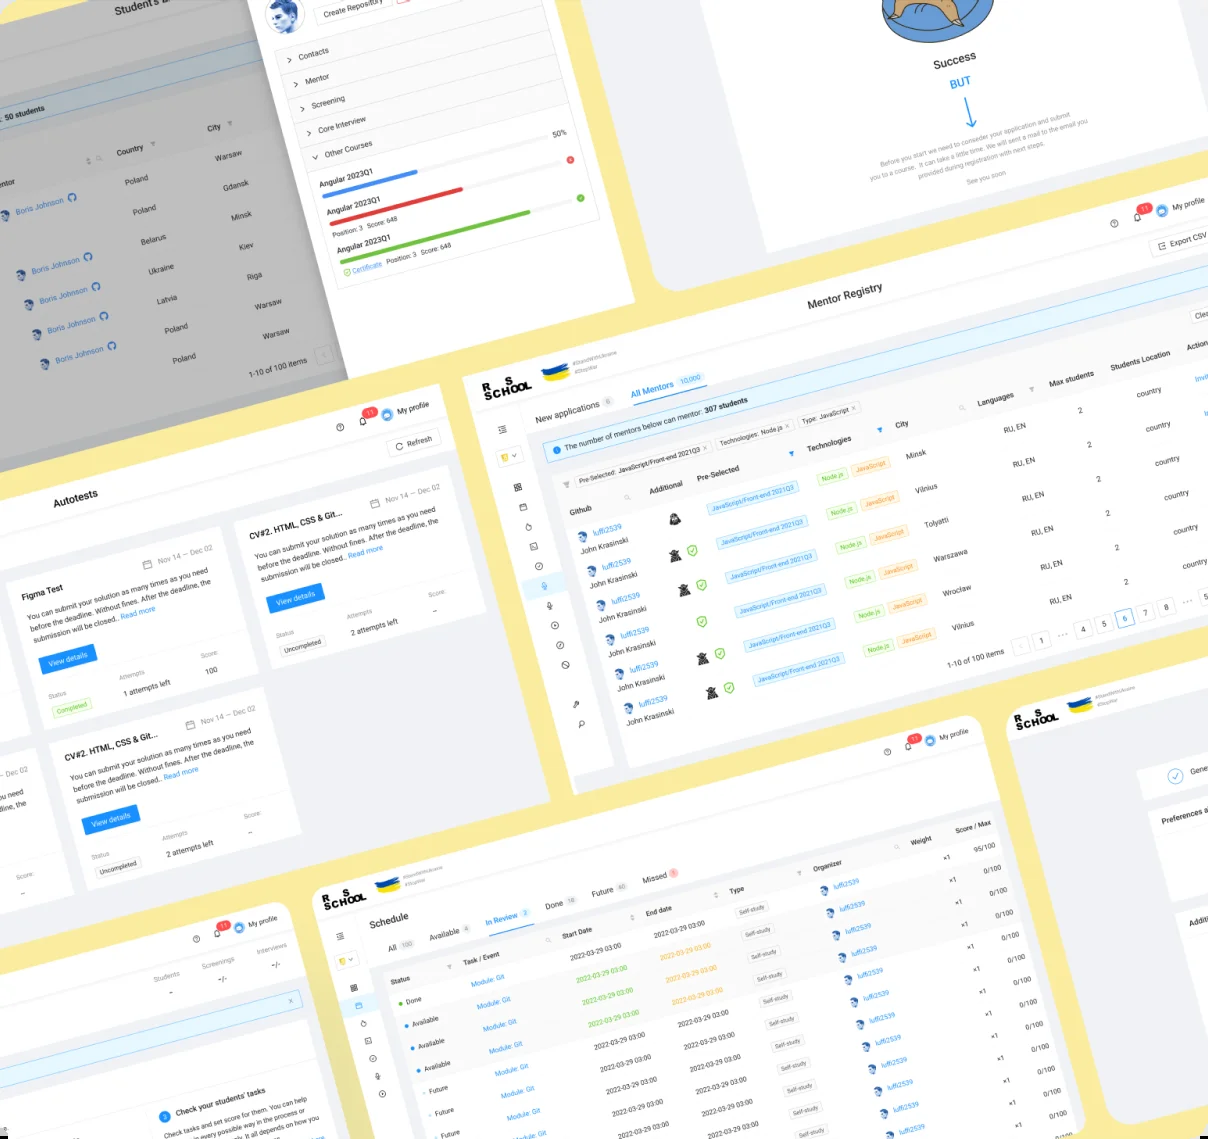 Student's
50 students
Country
City
Boris Johnson
Poland
Warsaw
Poland
Gdansk
Boris Johnson
Belarus
Minsk
Boris Johnson
Ukraine
Kiev
Boris Johnson
Latvia
Riga
Boris Johnson
Poland
Warsaw
Poland
Warsaw
1-10 of 100 items
Create Repository
Contacts
Mentor
Screening
Core Interview
Other Courses
Angular 2023Q1
50%
Angular 2023Q1
Position: 3 Score: 648
Angular 2023Q1
Certificate Position: 3 Score: 648
Success
BUT
Before you start we need to conseder your application and submit
you to a course. It can take a little time. We will sent a mail to the email you
provided during registration with next steps.
See you soon
11
My profile
Export CSV
Mentor Registry
RS SCHOOL
#StandWithUkraine
#StopWar
New applications 6
All Mentors 10,000
The number of mentors below can mentor: 307 students
Pre-Selected: JavaScript/Front-end 2021Q3
Technologies: Node.js
Type: JavaScript
Github
Additional
Pre-Selected
Technologies
City
Languages
Max students
Students Location
luffi2539
John Krasinski
JavaScript/Front-end 2021Q3
Node.js
JavaScript
Minsk
RU, EN
2
country
luffi2539
John Krasinski
JavaScript/Front-end 2021Q3
Node.js
JavaScript
Vilnius
RU, EN
2
country
luffi2539
John Krasinski
JavaScript/Front-end 2021Q3
Node.js
JavaScript
Tolyatti
RU, EN
2
country
luffi2539
John Krasinski
JavaScript/Front-end 2021Q3
Node.js
JavaScript
Warszawa
RU, EN
2
country
luffi2539
John Krasinski
JavaScript/Front-end 2021Q3
Node.js
JavaScript
Wrocław
RU, EN
2
country
luffi2539
John Krasinski
JavaScript/Front-end 2021Q3
Node.js
JavaScript
Vilnius
RU, EN
2
country
1-10 of 100 items
1 ··· 4 5 6 7 8 ··· 5
11
My profile
Refresh
Autotests
Nov 14 — Dec 02
Figma Test
You can submit your solution as many times as you need
before the deadline. Without fines. After the deadline, the
submission will be closed.. Read more
View details
Status
Attempts
Score:
Completed
1 attempts left
100
Nov 14 — Dec 02
CV#2. HTML, CSS & Git...
You can submit your solution as many times as you need
before the deadline. Without fines. After the deadline, the
submission will be closed.. Read more
View details
Status
Attempts
Score:
Uncompleted
2 attempts left
–
Nov 14 — Dec 02
CV#2. HTML, CSS & Git...
You can submit your solution as many times as you need
before the deadline. Without fines. After the deadline, the
submission will be closed.. Read more
View details
Status
Attempts
Score:
Uncompleted
2 attempts left
–
– Dec 02
you need
Score:
–
11
My profile
Students
Screenings
Interviews
–
-/-
-/-
3 Check your students' tasks
Check tasks and set score for them. You can help
every possible way in the process or
all depends on how you
11
My profile
RS SCHOOL
#StandWithUkraine
#StopWar
Schedule
All 100
Available 4
In Review 3
Done 18
Future 60
Missed
Status
Task / Event
Start Date
End date
Type
Organizer
Weight
Score / Max
Done
Module: Git
2022-03-29 03:00
2022-03-29 03:00
Self-study
luffi2539
×1
95/100
Available
Module: Git
2022-03-29 03:00
2022-03-29 03:00
Self-study
luffi2539
×1
0/100
Available
Module: Git
2022-03-29 03:00
2022-03-29 03:00
Self-study
luffi2539
×1
0/100
Available
Module: Git
2022-03-29 03:00
2022-03-29 03:00
Self-study
luffi2539
×1
0/100
Future
Module: Git
2022-03-29 03:00
2022-03-29 03:00
Self-study
luffi2539
×1
0/100
Future
Module: Git
2022-03-29 03:00
2022-03-29 03:00
Self-study
luffi2539
×1
0/100
Future
Module: Git
2022-03-29 03:00
2022-03-29 03:00
Self-study
luffi2539
×1
0/100
RS SCHOOL
#StandWithUkraine
#StopWar
Preferences